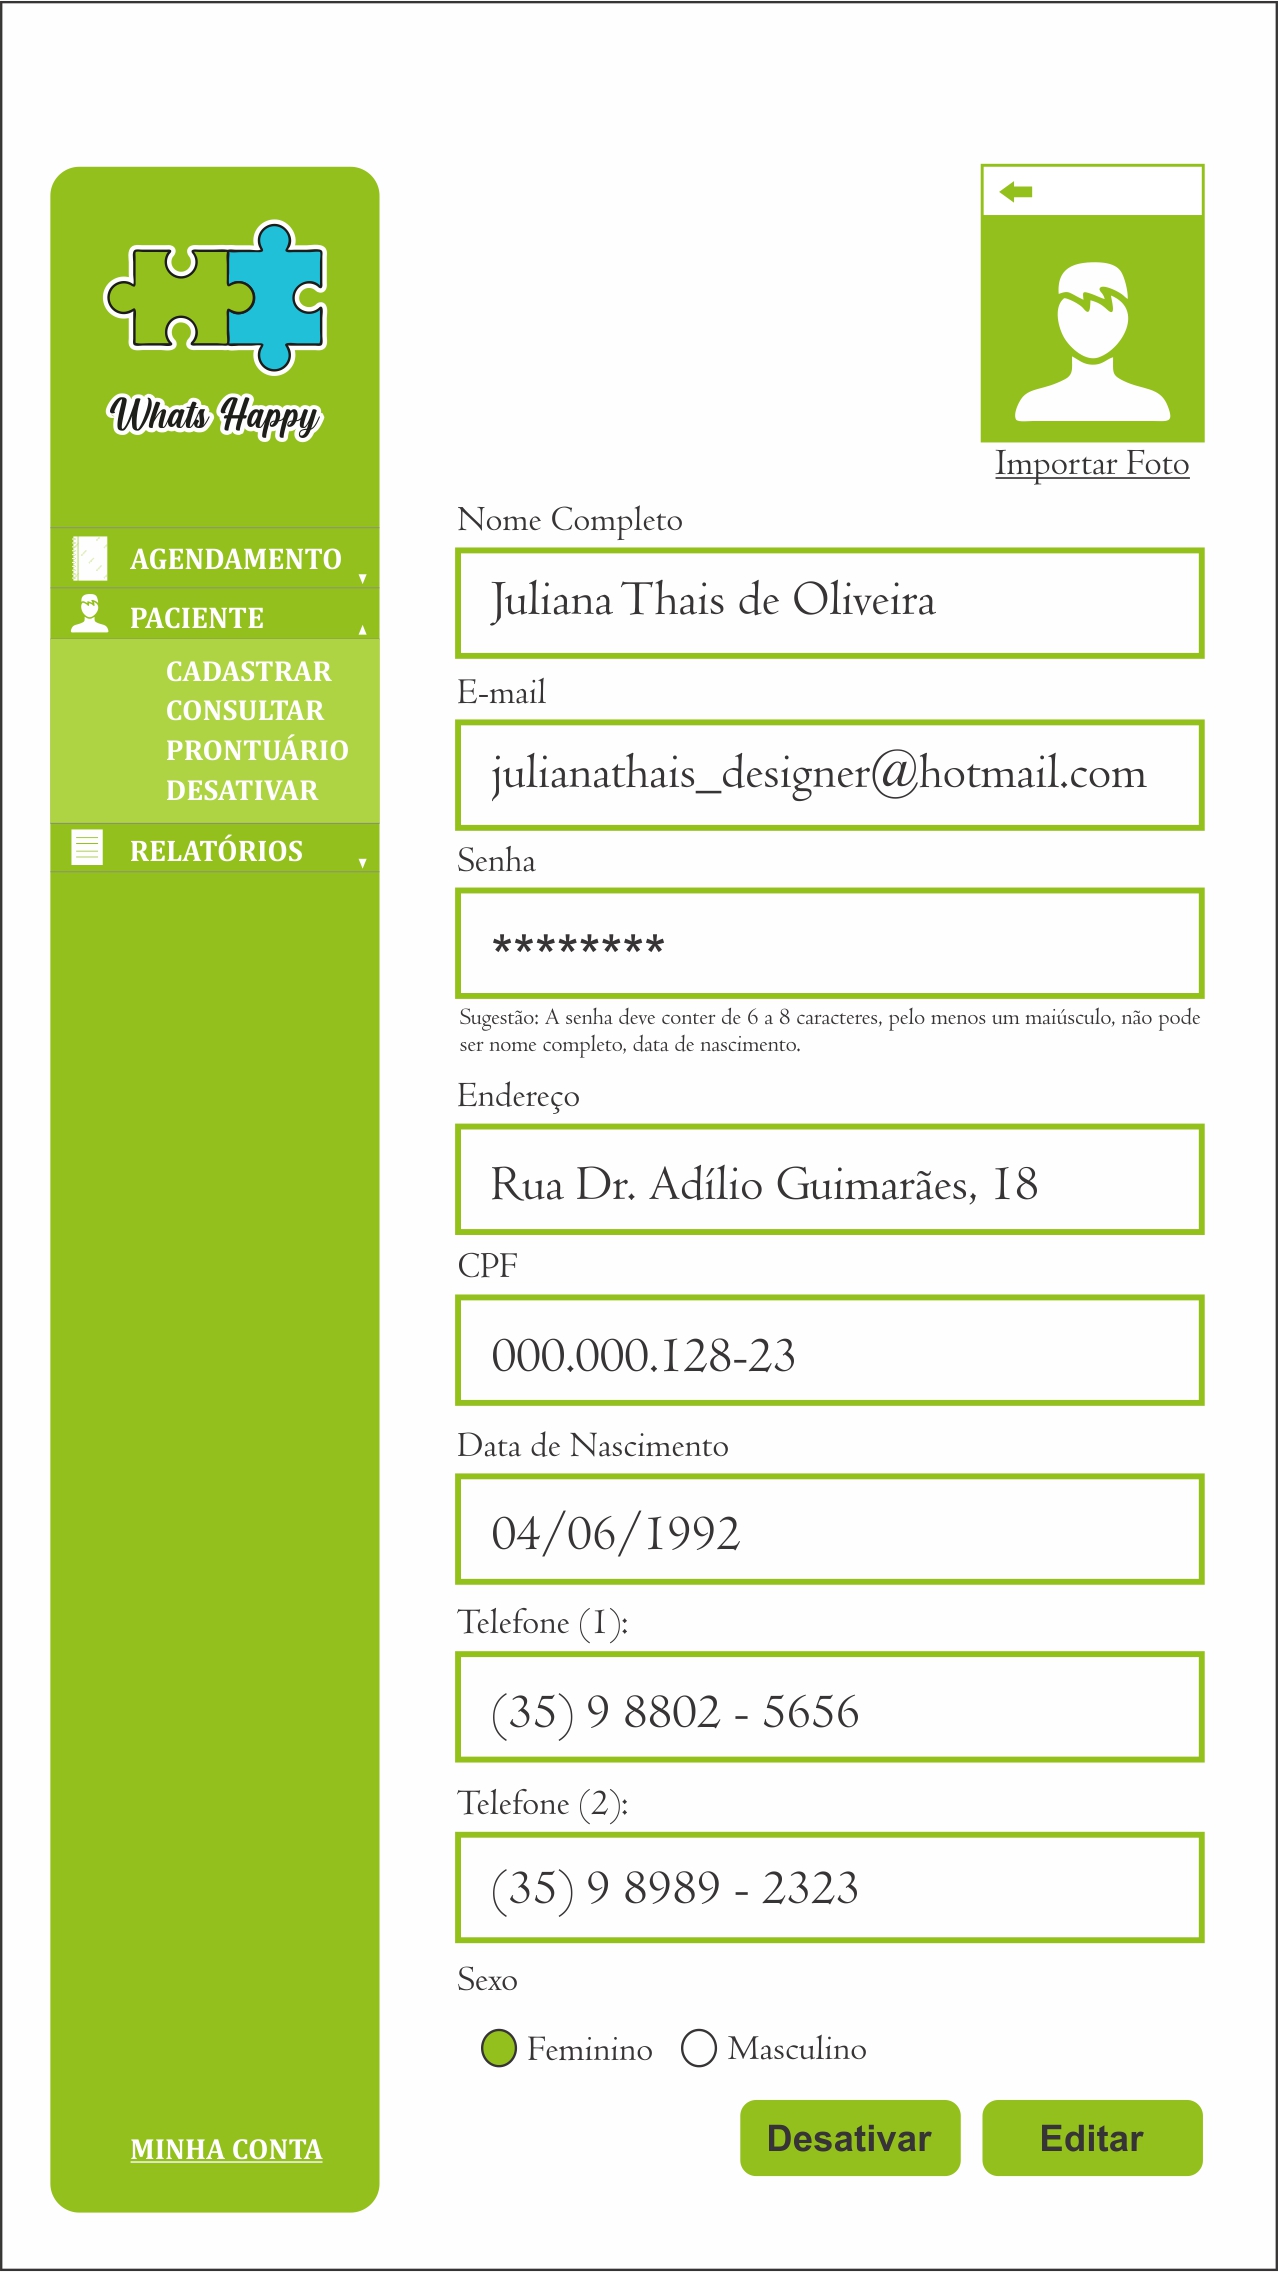 Whats Happy
AGENDAMENTO
PACIENTE
CADASTRAR
CONSULTAR
PRONTUÁRIO
DESATIVAR
RELATÓRIOS
MINHA CONTA
Importar Foto
Nome Completo
Juliana Thais de Oliveira
E-mail
julianathais_designer@hotmail.com
Senha
********
Sugestão: A senha deve conter de 6 a 8 caracteres, pelo menos um maiúsculo, não pode
ser nome completo, data de nascimento.
Endereço
Rua Dr. Adílio Guimarães, 18
CPF
000.000.128-23
Data de Nascimento
04/06/1992
Telefone (1):
(35) 9 8802 - 5656
Telefone (2):
(35) 9 8989 - 2323
Sexo
Feminino Masculino
Desativar Editar